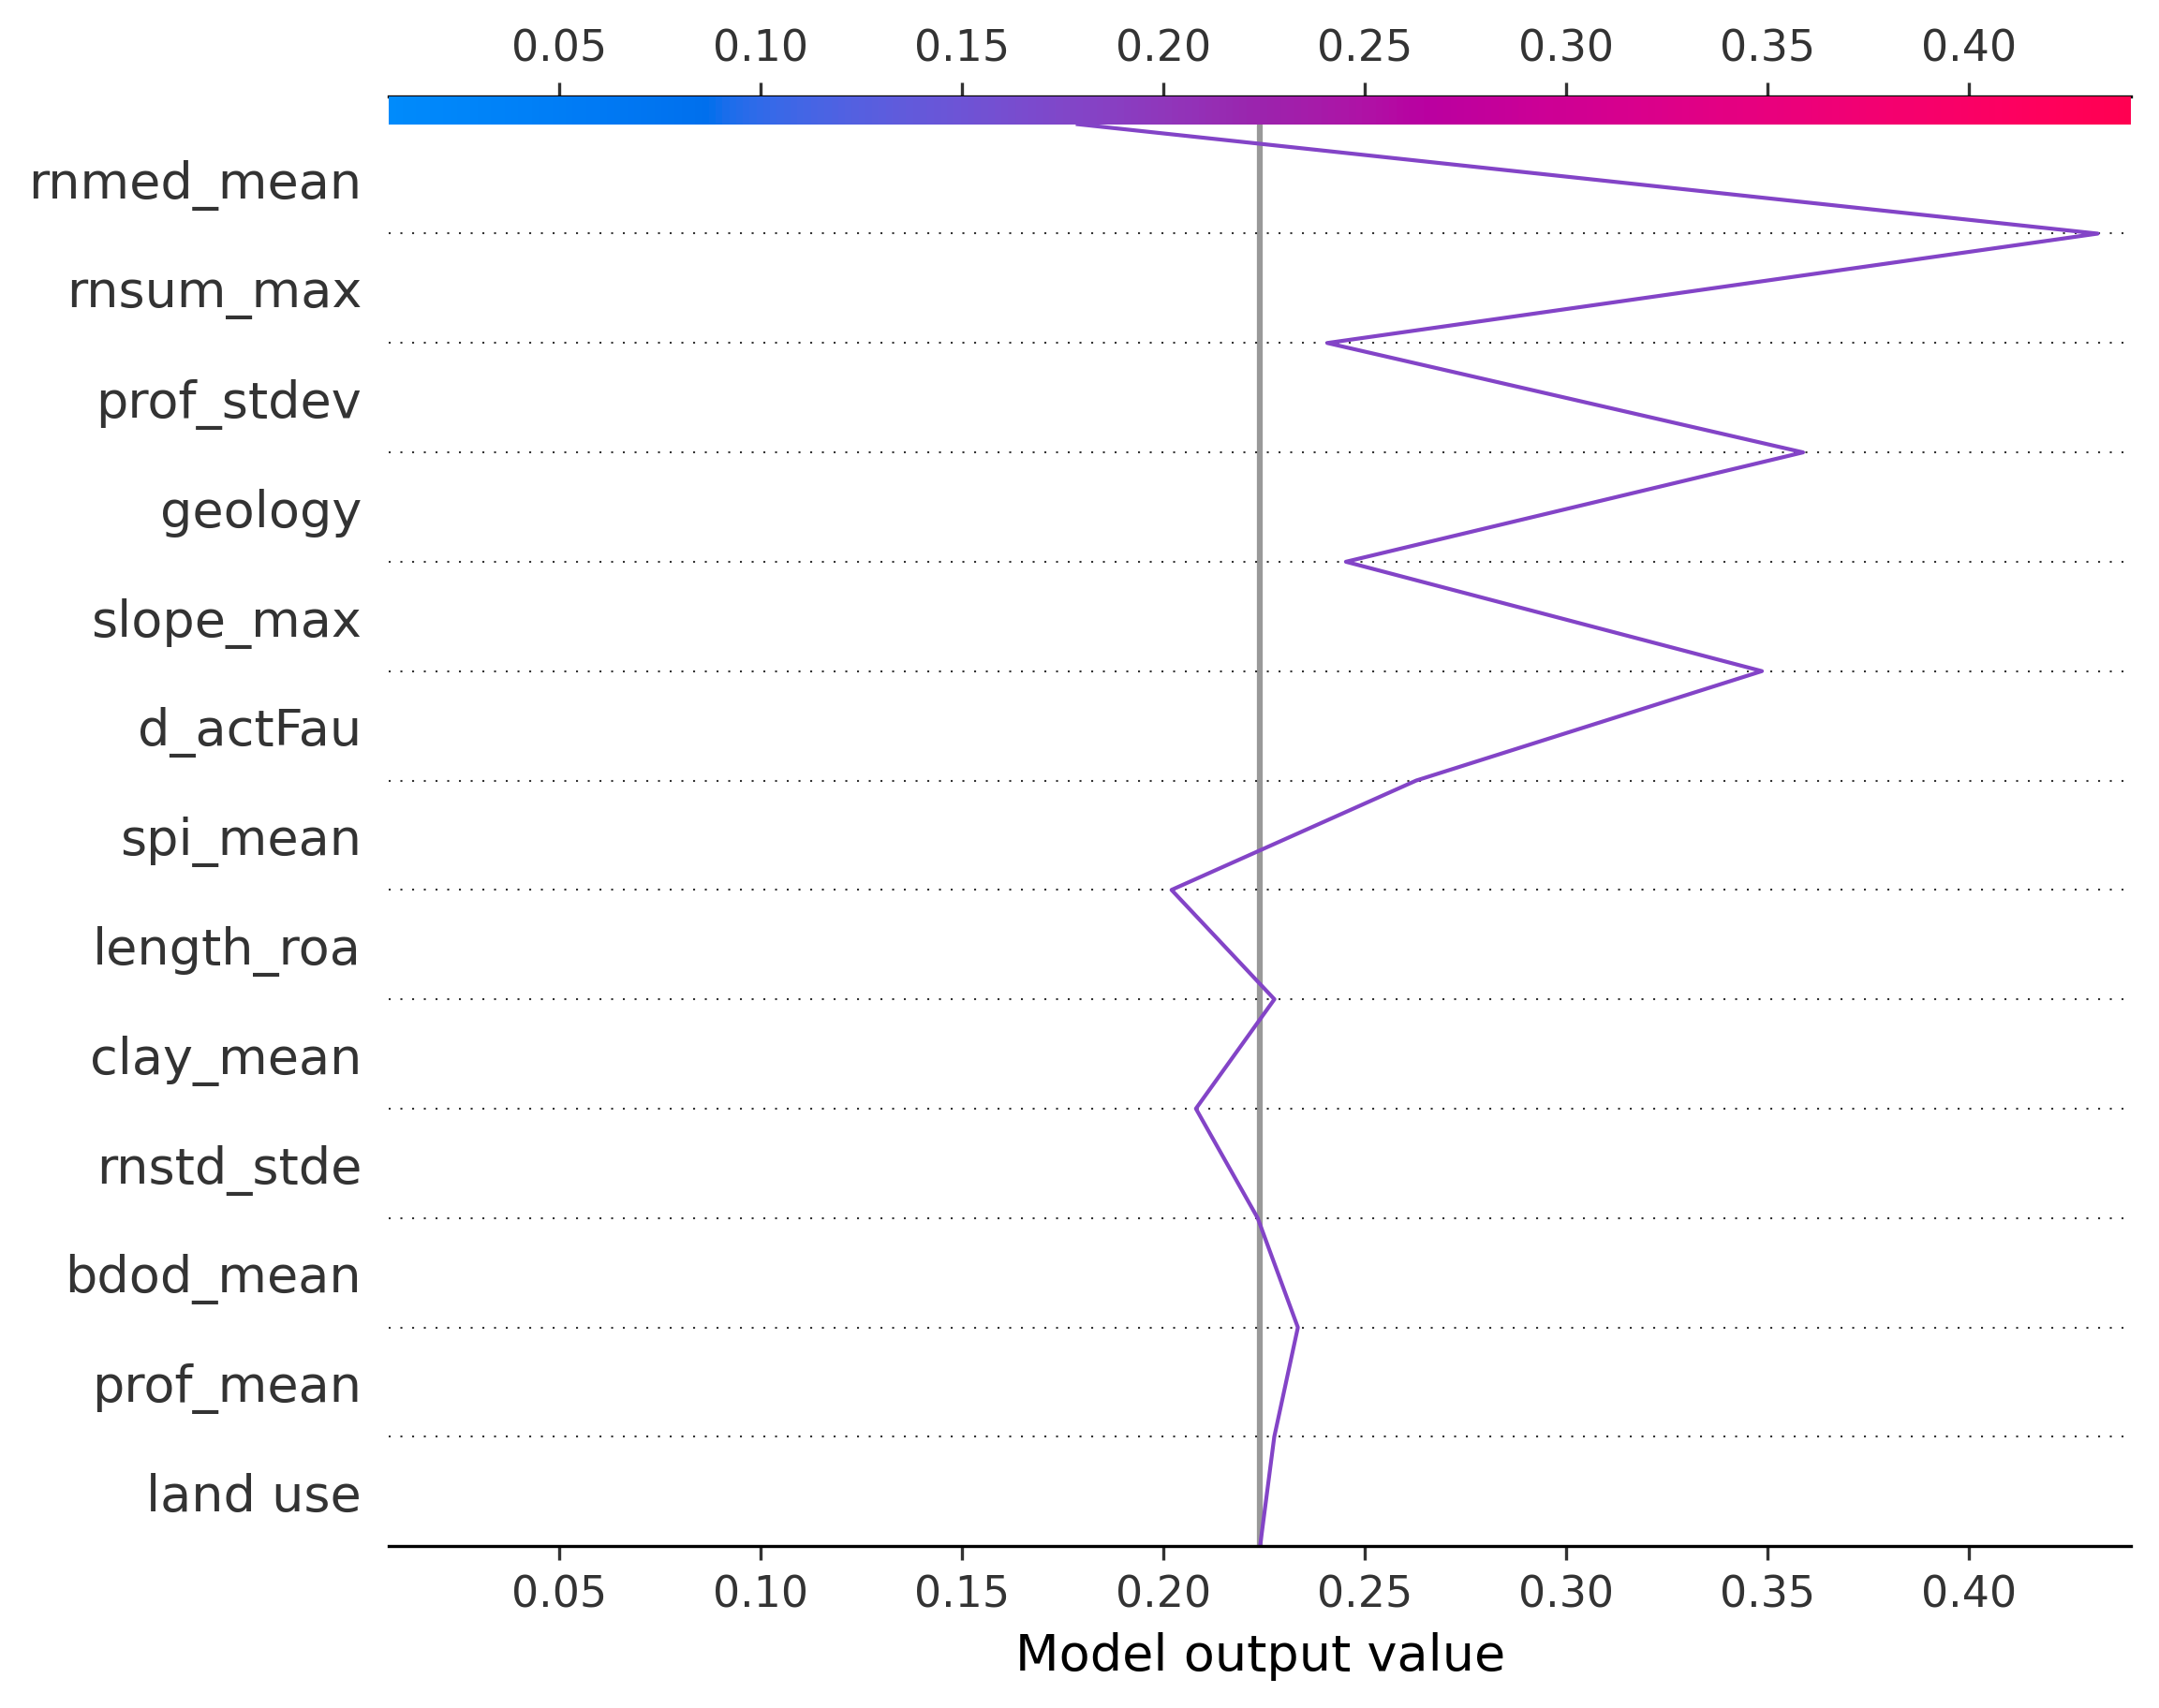 0.05 0.10 0.15 0.20 0.25 0.30 0.35 0.40
rnmed_mean
rnsum_max
prof_stdev
geology
slope_max
d_actFau
spi_mean
length_roa
clay_mean
rnstd_stde
bdod_mean
prof_mean
land use
0.05 0.10 0.15 0.20 0.25 0.30 0.35 0.40
Model output value